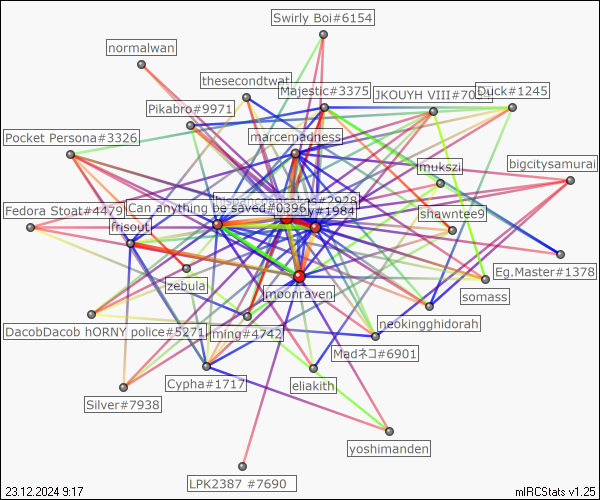 Swirly Boi#6154
normalwan
thesecondtwat
Majestic#3375
JKOUYH VIII#70
Duck#1245
Pikabro#9971
Pocket Persona#3326
marcemadness
mukszi
bigcitysamurai
#2928
Can anything be saved#0396
y#1984
Fedora Stoat#4479
frisout
shawntee9
Eg.Master#1378
zebula
moonraven
somass
DacobDacob hORNY police#5271
ming#4742
neokingghidorah
Madネコ#6901
Cypha#1717
eliakith
Silver#7938
yoshimanden
LPK2387 #7690
23.12.2024 9:17
mIRCStats v1.25